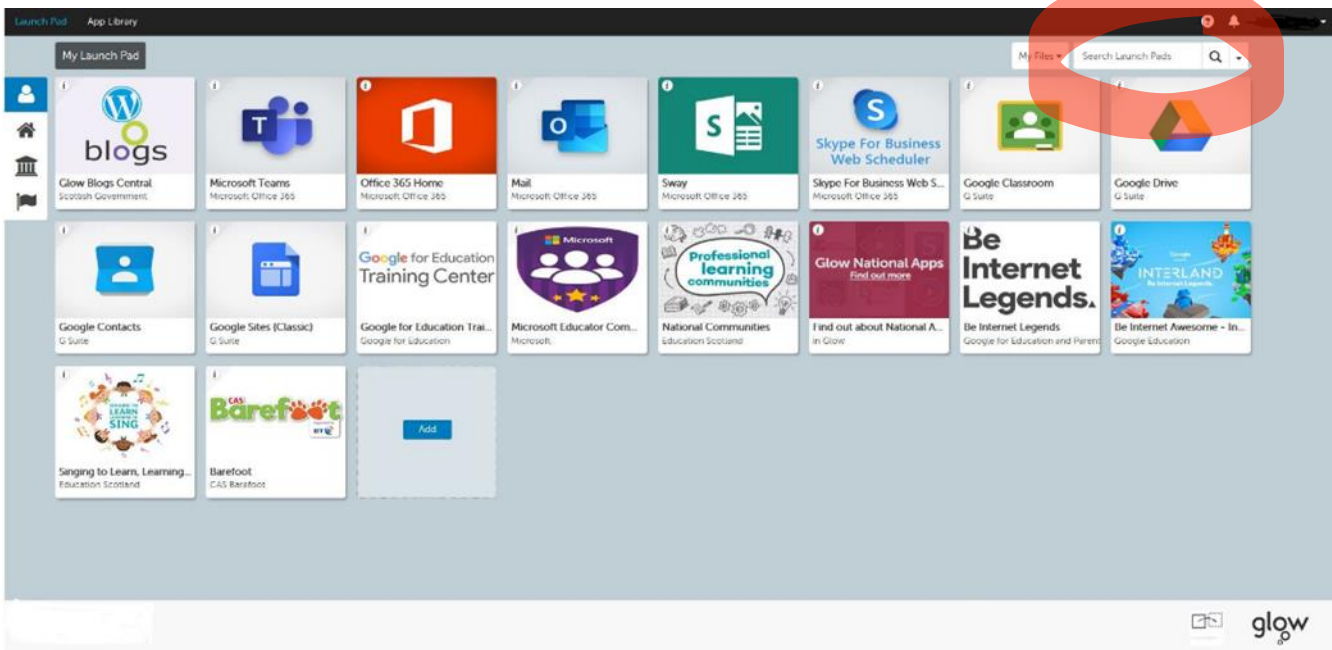 Launch Pad App Library
My Launch Pad
My Files Search Launch Pads
blogs
Glow Blogs Central
Scottish Government
T
Microsoft Teams
Microsoft Office 365
Office 365 Home
Microsoft Office 365
O
Mail
Microsoft Office 365
S
Sway
Microsoft Office 365
S
Skype For Business
Web Scheduler
Skype For Business Web S...
Microsoft Office 365
Google Classroom
G Suite
Google Drive
G Suite
Google Contacts
G Suite
Google Sites (Classic)
G Suite
Google for Education
Training Center
Google for Education Trai...
Google for Education
Microsoft
Microsoft Educator Com...
Microsoft
Professional
learning
communities
National Communities
Education Scotland
Glow National Apps
Find out more
Find out about National A...
in Glow
Be
Internet
Legends.
Be Internet Legends
Google for Education and Parent
Google
INTERLAND
Be Internet Legends.
Be Internet Awesome - In...
Google Education
LEARN
SING
Singing to Learn, Learning...
Education Scotland
CAS
Barefoot
BT
Barefoot
CAS Barefoot
Add
glow